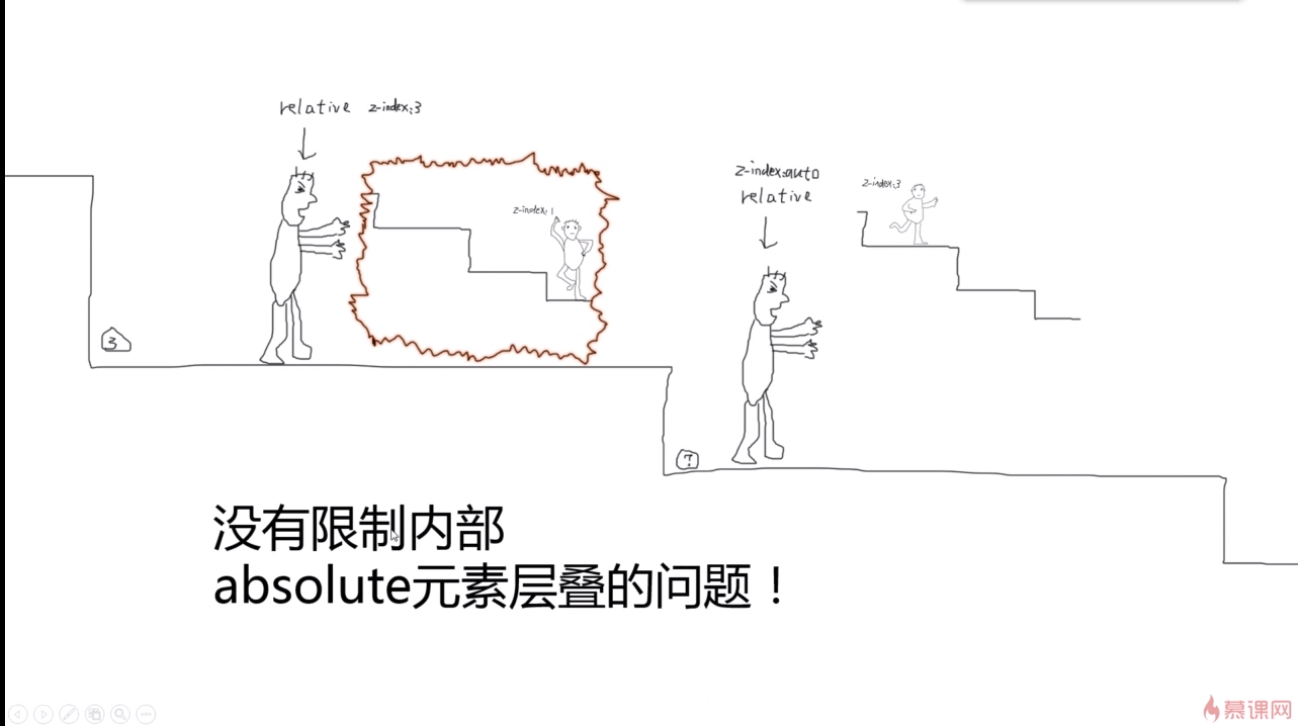 relative z-index:3
z-index:auto
relative
z-index:3
z-index:1
3
?
没有限制内部
absolute元素层叠的问题！
慕课网